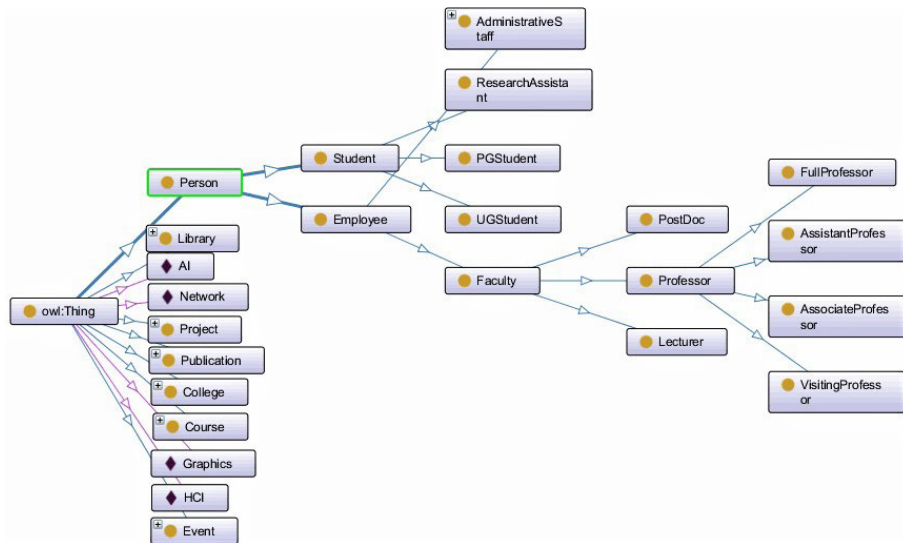 AdministrativeS
taff
ResearchAssista
nt
Student
PGStudent
Person
FullProfessor
Employee
UGStudent
PostDoc
AssistantProfes
sor
Library
AI
Faculty
Professor
Network
owl:Thing
AssociateProfes
sor
Project
Lecturer
Publication
VisitingProfess
or
College
Course
Graphics
HCI
Event